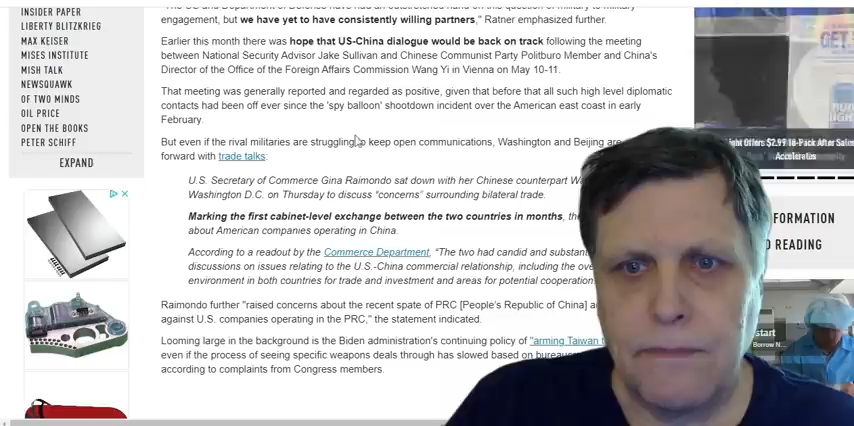 INSIDER PAPER
LIBERTY BLITZKRIEG
MAX KEISER
MISES INSTITUTE
MISH TALK
NEWSQUAWK
OF TWO MINDS
OIL PRICE
OPEN THE BOOKS
PETER SCHIFF
EXPAND
engagement, but we have yet to have consistently willing partners," Ratner emphasized further.
Earlier this month there was hope that US-China dialogue would be back on track following the meeting
between National Security Advisor Jake Sullivan and Chinese Communist Party Politburo Member and China's
Director of the Office of the Foreign Affairs Commission Wang Yi in Vienna on May 10-11.
That meeting was generally reported and regarded as positive, given that before that all such high level diplomatic
contacts had been off ever since the 'spy balloon' shootdown incident over the American east coast in early
February.
But even if the rival militaries are struggling to keep open communications, Washington and Beijing are
forward with trade talks:
U.S. Secretary of Commerce Gina Raimondo sat down with her Chinese counterpart
Washington D.C. on Thursday to discuss "concerns" surrounding bilateral trade.
Marking the first cabinet-level exchange between the two countries in months,
about American companies operating in China.
According to a readout by the Commerce Department, "The two had candid and
discussions on issues relating to the U.S.-China commercial relationship, including the
environment in both countries for trade and investment and areas for potential
Raimondo further "raised concerns about the recent spate of PRC [People's Republic of China]
against U.S. companies operating in the PRC," the statement indicated.
Looming large in the background is the Biden administration's continuing policy of "arming Taiwan
even if the process of seeing specific weapons deals through has slowed based on
according to complaints from Congress members.
GET
Offers $2.99 18-Pack After Sales
READING
start
Borrow N...